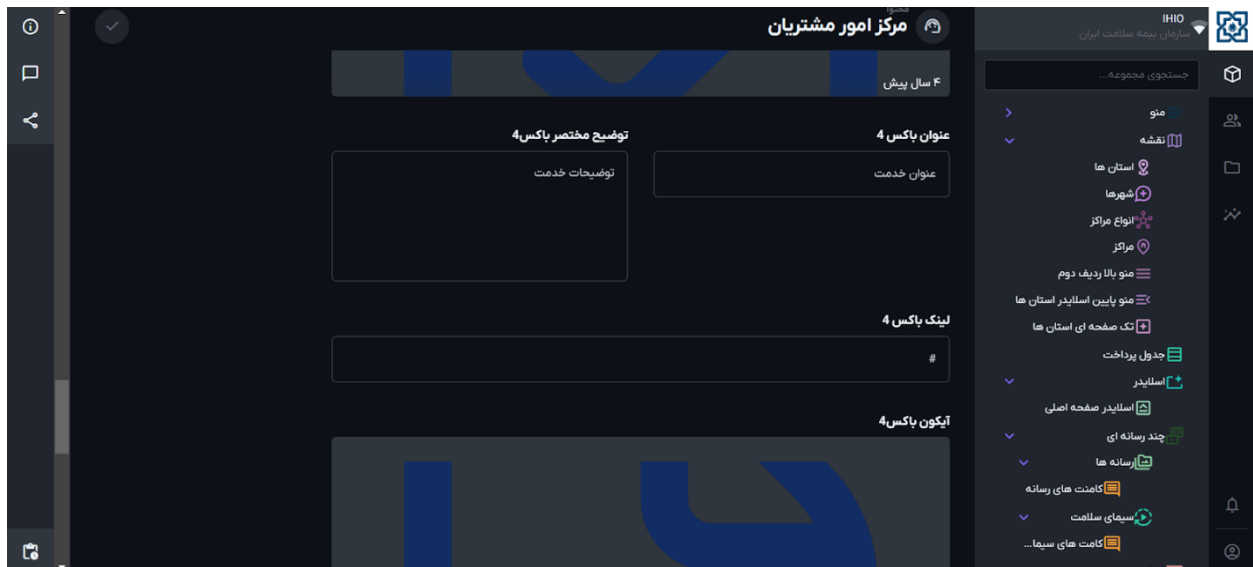 IHIO
سازمان بیمه سلامت ایران
جستجوی مجموعه...
منو
نقشه
استان ها
شهرها
انواع مراکز
مراکز
منو بالا ردیف دوم
منو پایین اسلایدر استان ها
تک صفحه ای استان ها
جدول پرداخت
اسلایدر
اسلایدر صفحه اصلی
چند رسانه ای
رسانه ها
کامنت های رسانه
سیمای سلامت
کامت های سیما...
محتوا
مرکز امور مشتریان
۴ سال پیش
عنوان باکس 4
عنوان خدمت
توضیح مختصر باکس4
توضیحات خدمت
لینک باکس 4
#
آیکون باکس4